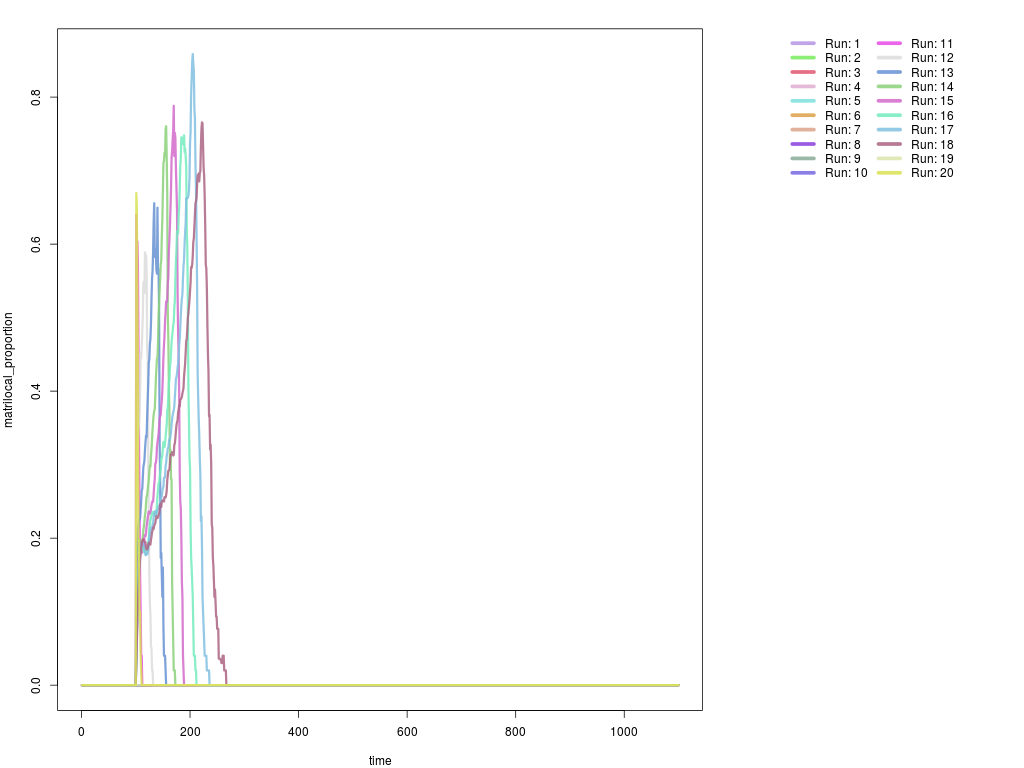 matrilocal_proportion
0.8
0.6
0.4
0.2
0.0
0 200 400 600 800 1000
time
Run: 1 Run: 11
Run: 2 Run: 12
Run: 3 Run: 13
Run: 4 Run: 14
Run: 5 Run: 15
Run: 6 Run: 16
Run: 7 Run: 17
Run: 8 Run: 18
Run: 9 Run: 19
Run: 10 Run: 20